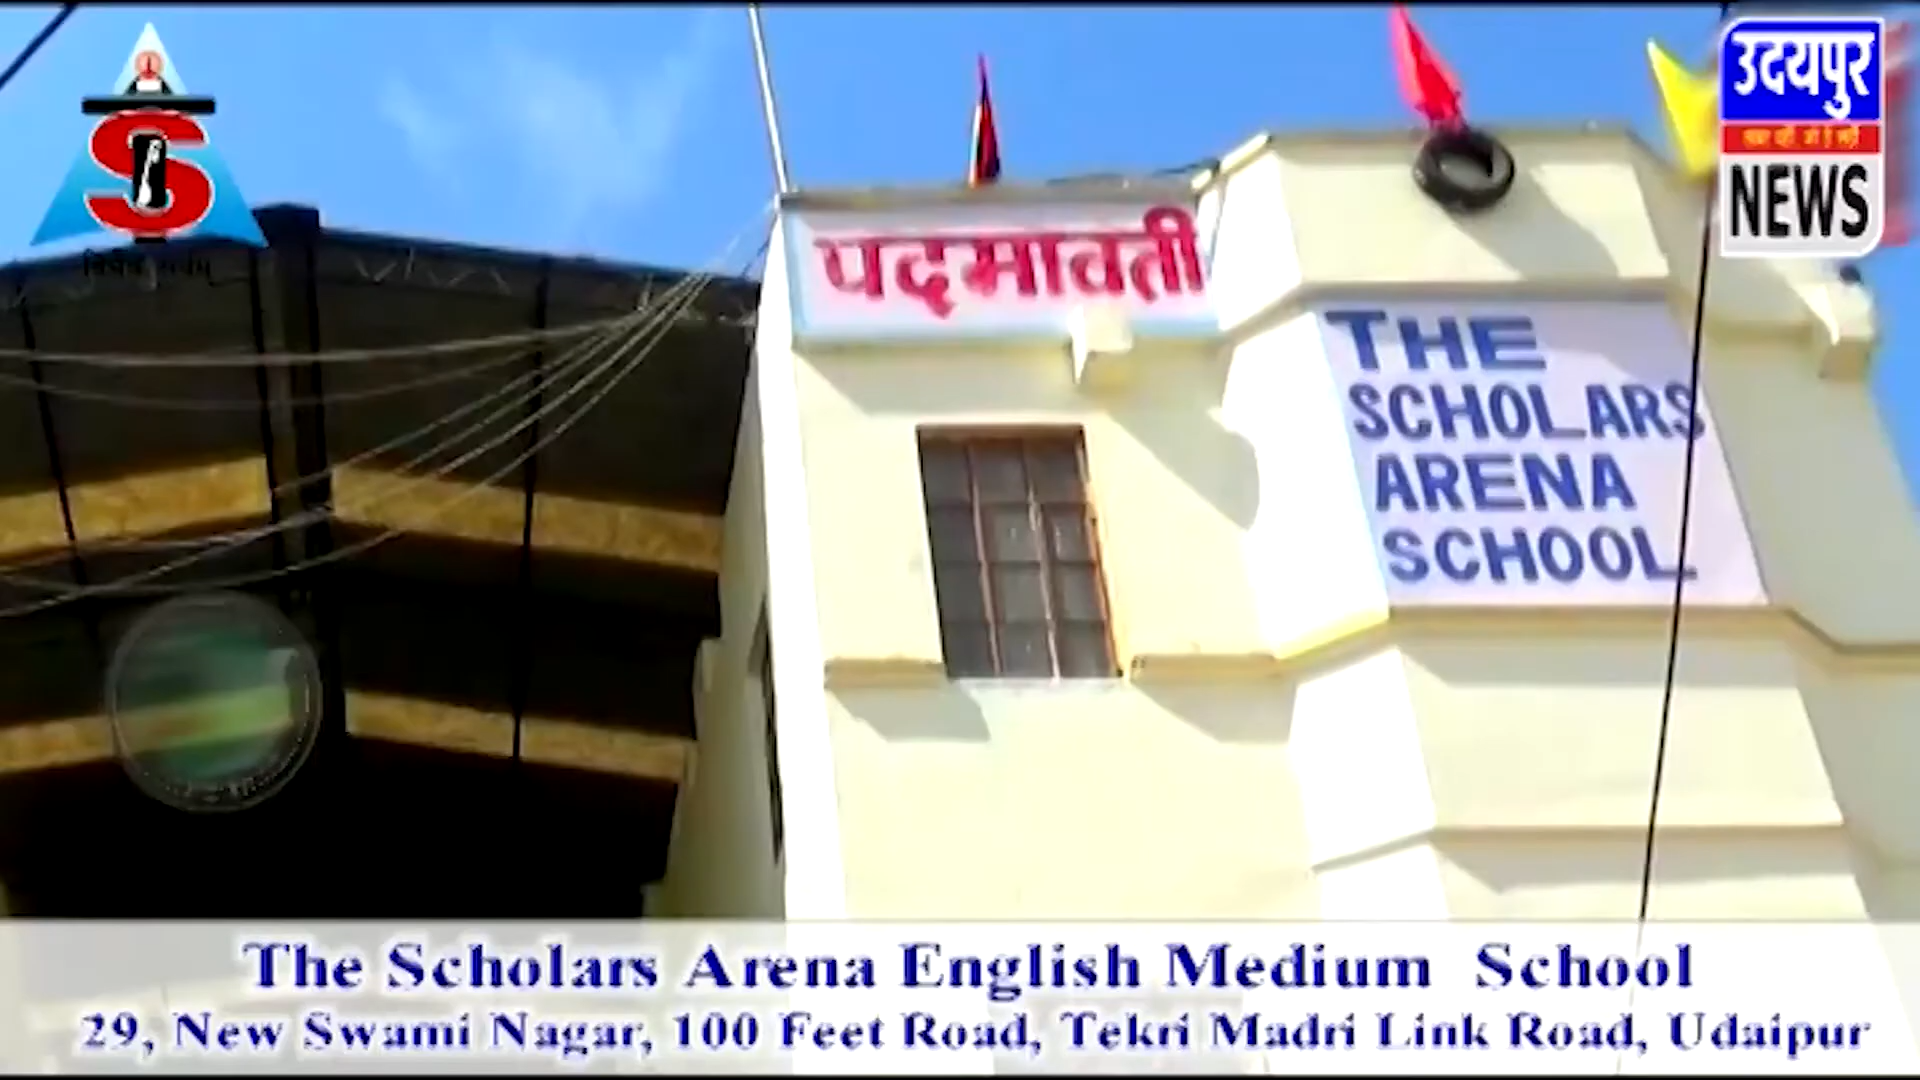 उदयपुर
NEWS
पदमावती
THE
SCHOLARS
ARENA
SCHOOL
The Scholars Arena English Medium School
29, New Swami Nagar, 100 Feet Road, Tekri Madri Link Road, Udaipur